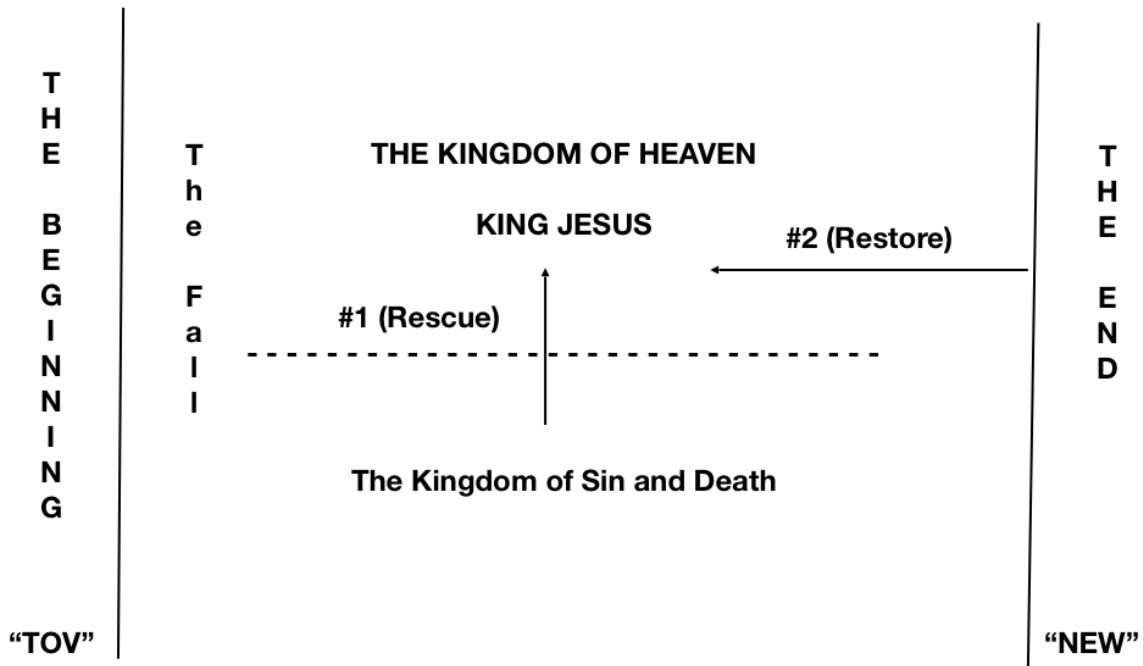 THE BEGINNING
“TOV”
The Fall
THE KINGDOM OF HEAVEN
KING JESUS
#2 (Restore)
#1 (Rescue)
The Kingdom of Sin and Death
THE END
“NEW”